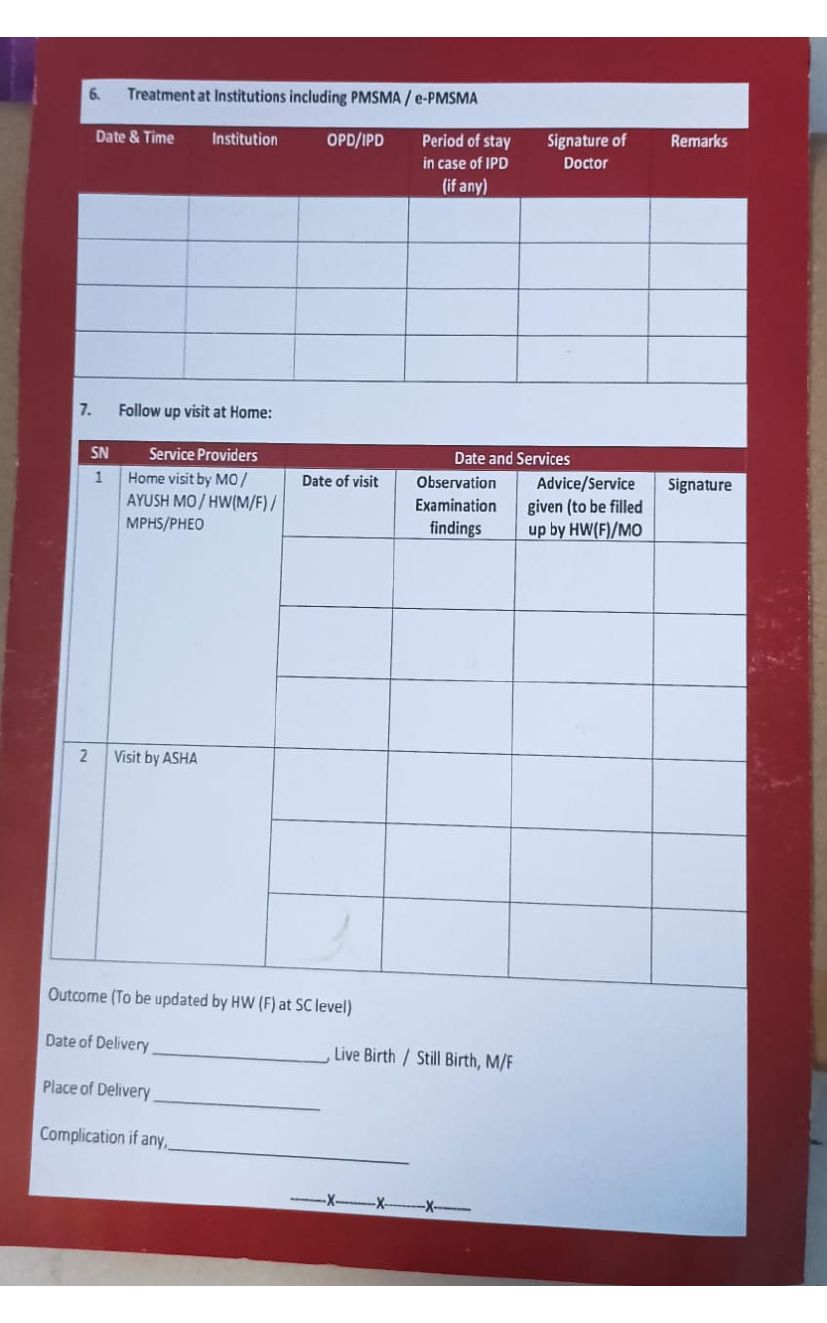 6. Treatment at Institutions including PMSMA / e-PMSMA
Date & Time Institution OPD/IPD Period of stay in case of IPD (if any) Signature of Doctor Remarks
7. Follow up visit at Home:
SN Service Providers Date and Services
1 Home visit by MO / AYUSH MO / HW(M/F) / MPHS/PHEO Date of visit Observation Examination findings Advice/Service given (to be filled up by HW(F)/MO Signature
2 Visit by ASHA
Outcome (To be updated by HW (F) at SC level)
Date of Delivery ____________________, Live Birth / Still Birth, M/F
Place of Delivery ____________________
Complication if any,____________________________
--------X---------X---------X--------